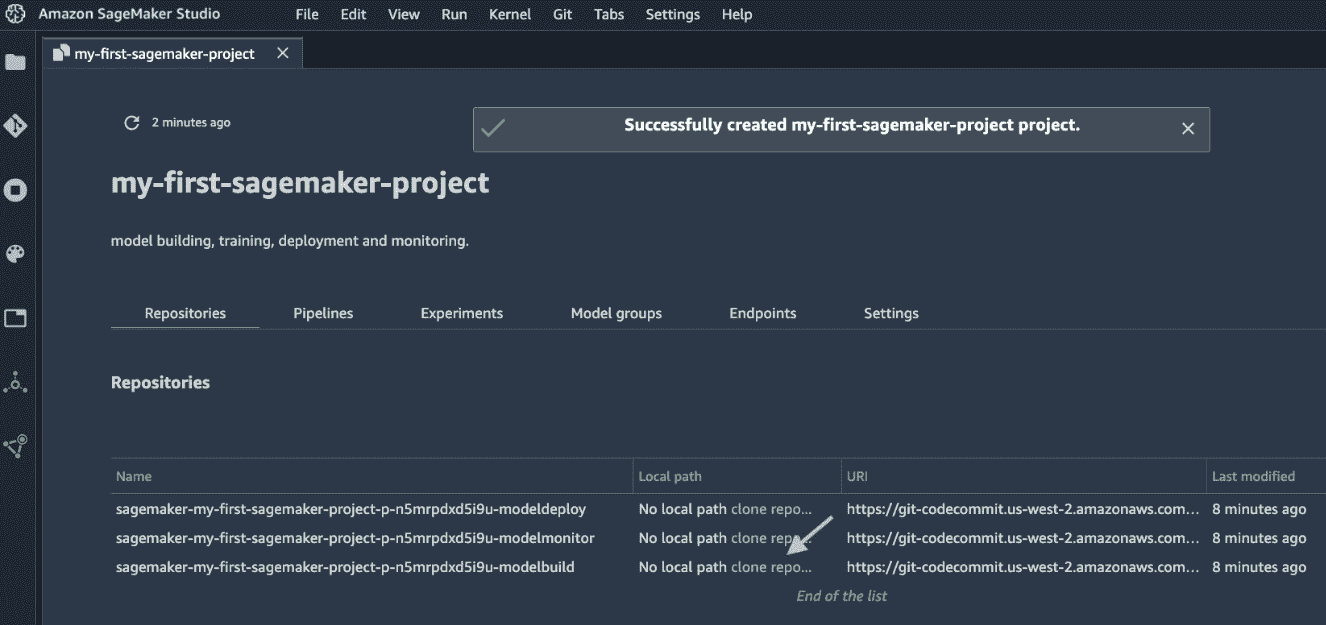 Amazon SageMaker Studio File Edit View Run Kernel Git Tabs Settings Help
my-first-sagemaker-project
2 minutes ago
Successfully created my-first-sagemaker-project project.
my-first-sagemaker-project
model building, training, deployment and monitoring.
Repositories Pipelines Experiments Model groups Endpoints Settings
Repositories
Name Local path URI Last modified
sagemaker-my-first-sagemaker-project-p-n5mrpdxd5i9u-modeldeploy No local path clone repo... https://git-codecommit.us-west-2.amazonaws.com... 8 minutes ago
sagemaker-my-first-sagemaker-project-p-n5mrpdxd5i9u-modelmonitor No local path clone repo... https://git-codecommit.us-west-2.amazonaws.com... 8 minutes ago
sagemaker-my-first-sagemaker-project-p-n5mrpdxd5i9u-modelbuild No local path clone repo... https://git-codecommit.us-west-2.amazonaws.com... 8 minutes ago
End of the list